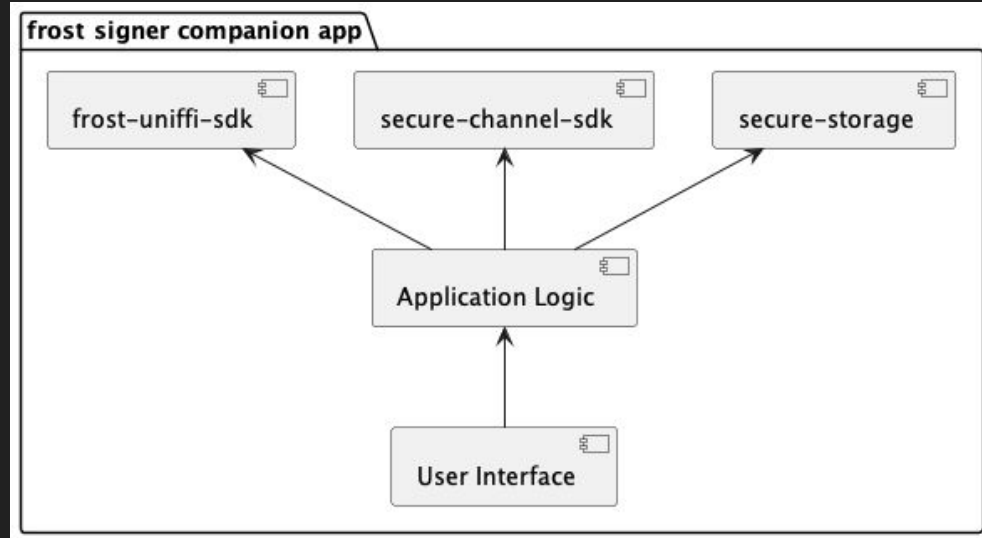 frost signer companion app
frost-uniffi-sdk
secure-channel-sdk
secure-storage
Application Logic
User Interface